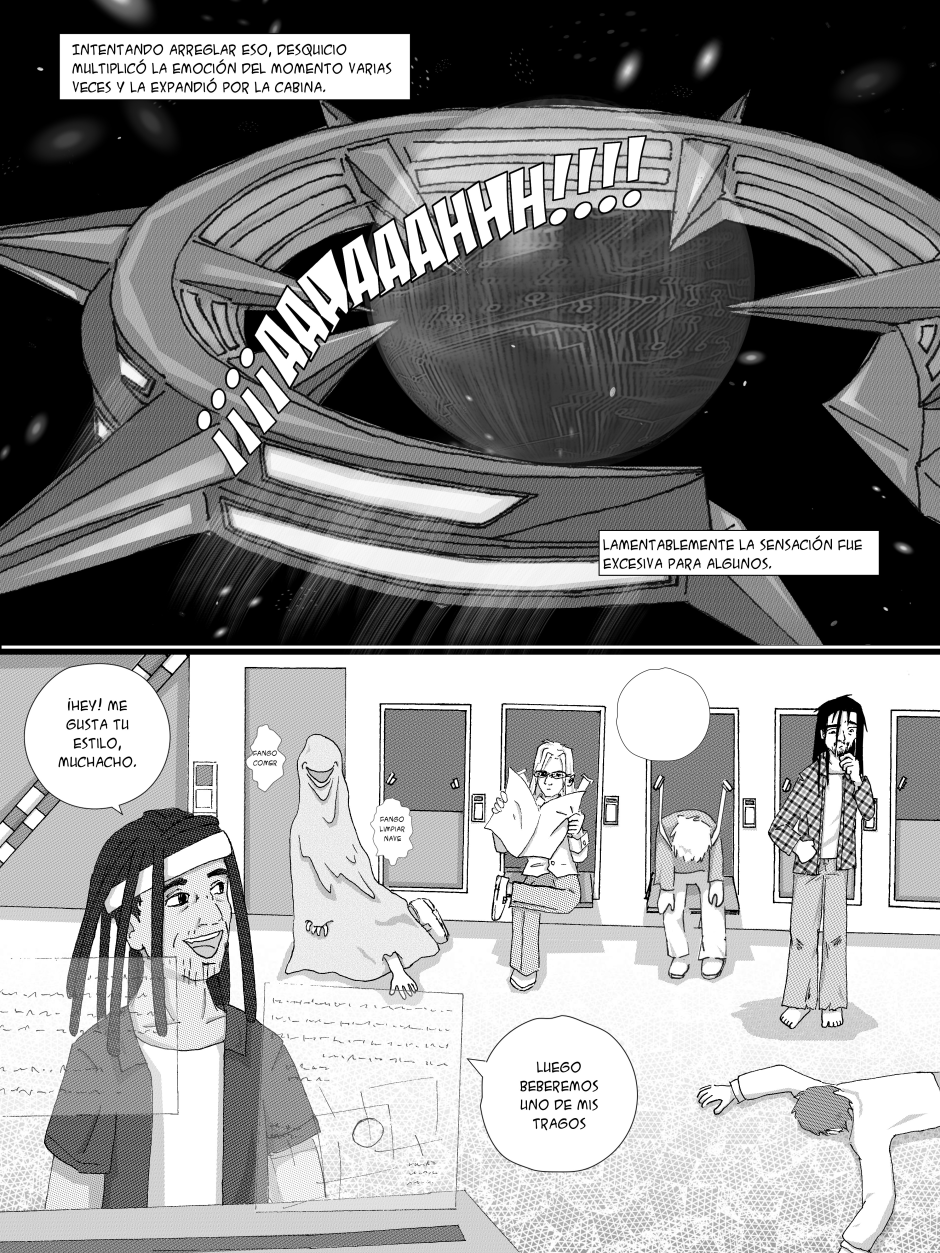 INTENTANDO ARREGLAR ESO, DESQUICIO
MULTIPLICÓ LA EMOCIÓN DEL MOMENTO VARIAS
VECES Y LA EXPANDIÓ POR LA CABINA.
¡¡¡¡AAAAAAAHHH!!!!
LAMENTABLEMENTE LA SENSACIÓN FUE
EXCESIVA PARA ALGUNOS.
¡HEY! ME
GUSTA TU
ESTILO,
MUCHACHO.
FANGO
COMER
FANGO
LIMPIAR
NAVE
LUEGO
BEBEREMOS
UNO DE MIS
TRAGOS